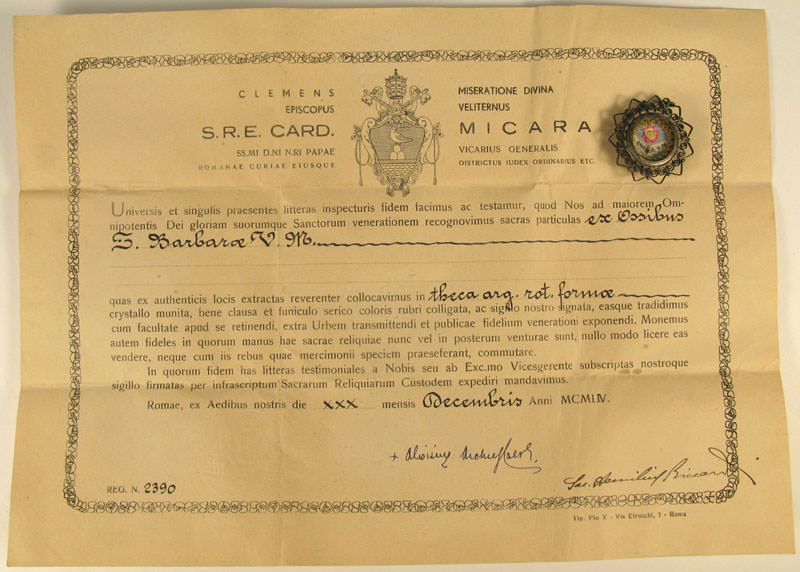 CLEMENS
EPISCOPUS
S.R.E. CARD.
SS.MI D.NI N.RI PAPAE
ROMANAE CURIAE EIUSQUE
MISERATIONE DIVINA
VELITERNUS
MICARA
VICARIUS GENERALIS
DISTRICTUS IUDEX ORDINARIUS ETC.
Universis et singulis praesentes litteras inspecturis fidem facimus ac testamur, quod Nos ad maiorem Om-
nipotentis Dei gloriam suorumque Sanctorum venerationem recognovimus sacras particulas ex Ossibus
S. Barbaræ V. M.
quas ex authenticis locis extractas reverenter collocavimus in theca arg. rot. formæ
crystallo munita, bene clausa et funiculo serico coloris rubri colligata, ac sigillo nostro signata, easque tradidimus
cum facultate apud se retinendi, extra Urbem transmittendi et publicae fidelium venerationi exponendi. Monemus
autem fideles in quorum manus hae sacrae reliquiae nunc vel in posterum venturae sunt, nullo modo licere eas
vendere, neque cum iis rebus quae mercimonii speciem praeseferant, commutare.
In quorum fidem has litteras testimoniales a Nobis seu ab Exc.mo Vicesgerente subscriptas nostroque
sigillo firmatas per infrascriptum Sacrarum Reliquiarum Custodem expediri mandavimus.
Romae, ex Aedibus nostris die XXX mensis Decembris Anni MCMLIV.
+ Aloisius
Sac.
REG. N. 2390
Tip. Pio X - Via Etruschi, 7 - Roma